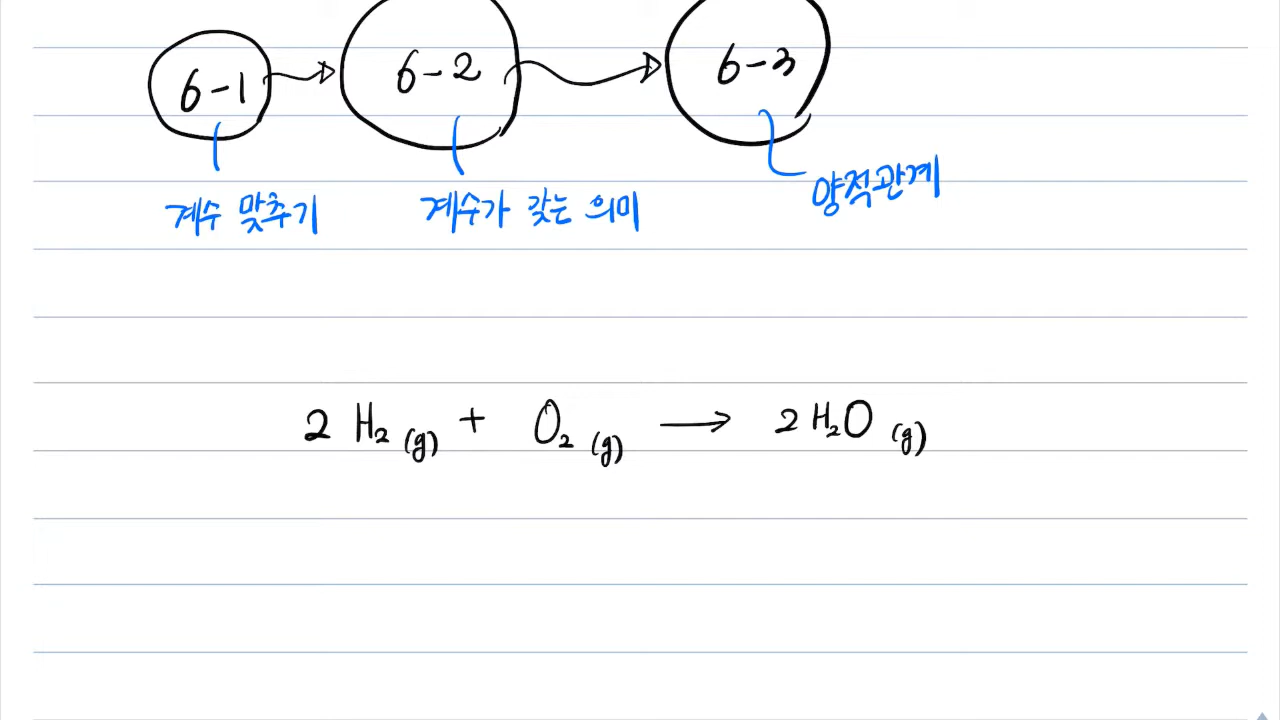 6-1 → 6-2 → 6-3
계수 맞추기 계수가 갖는 의미 양적관계
2 H₂ (g) + O₂ (g) → 2 H₂O (g)